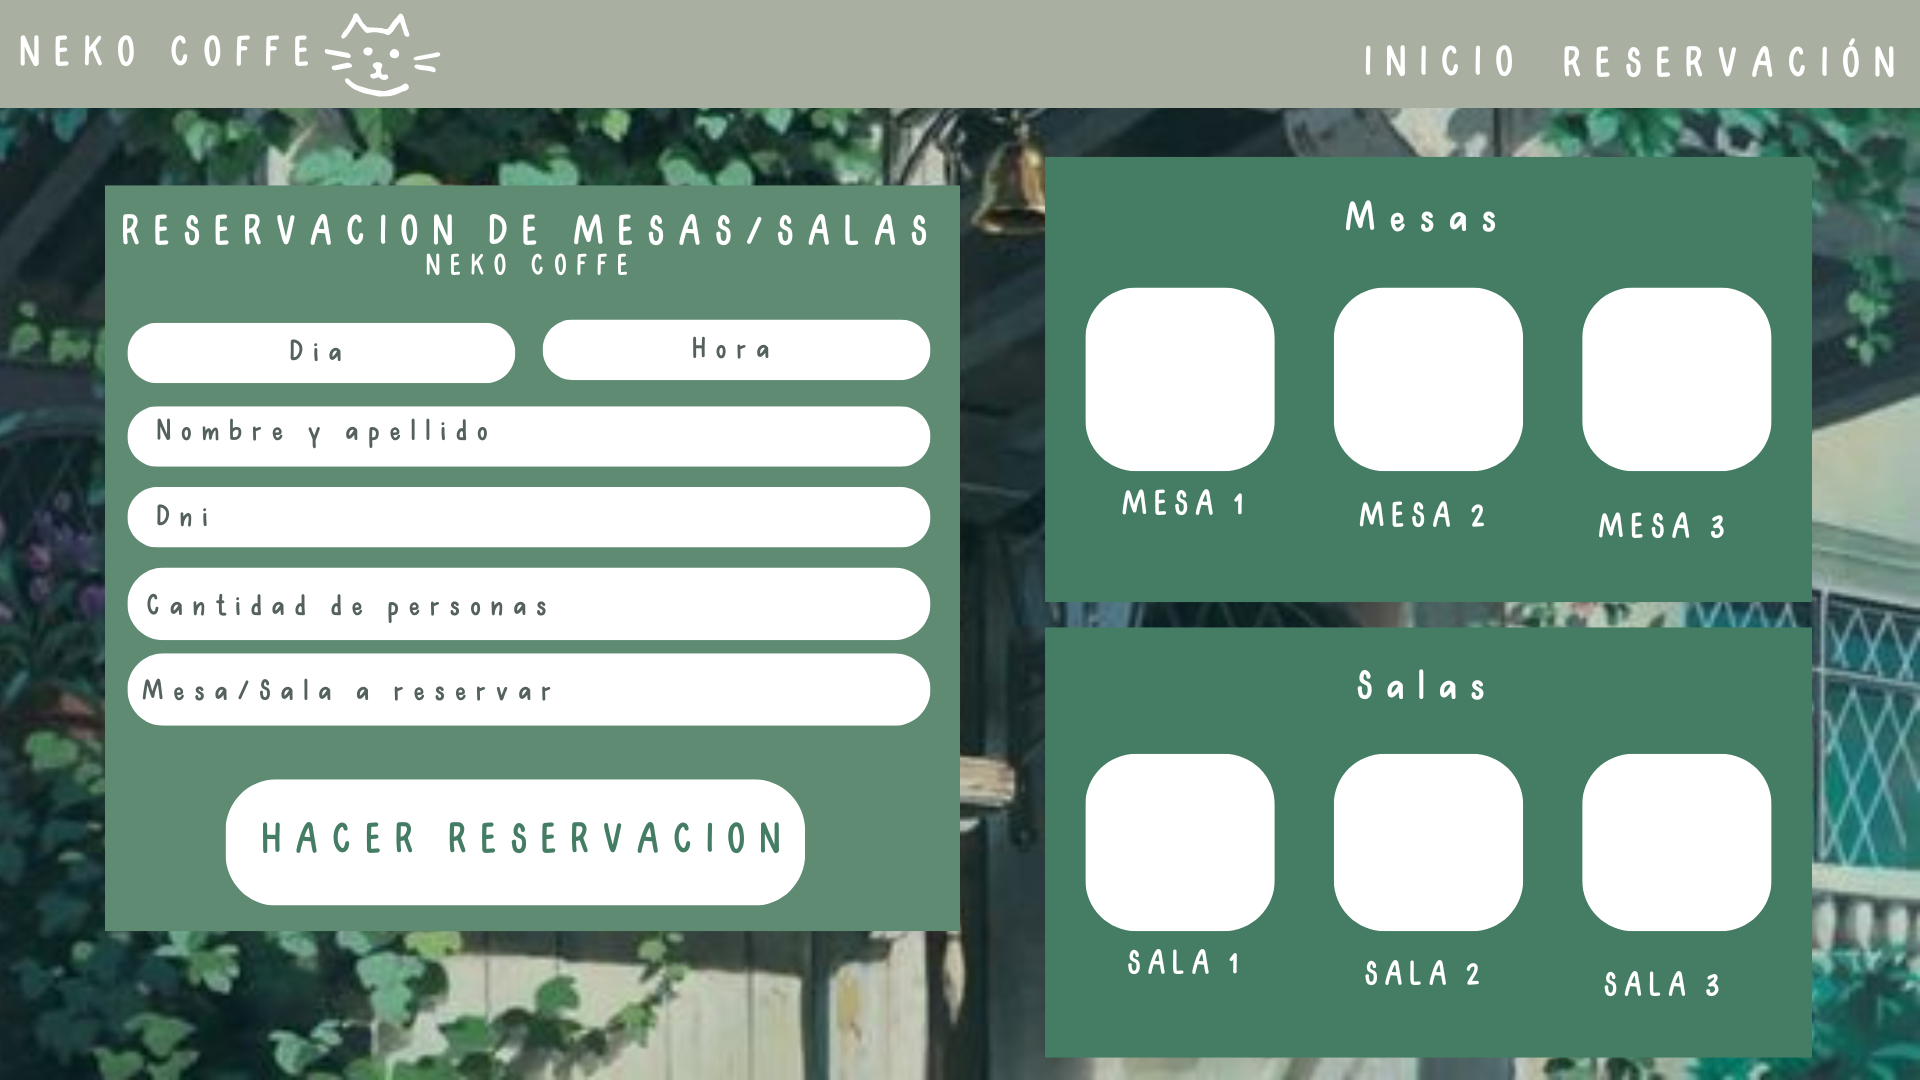 NEKO COFFE
INICIO RESERVACIÓN
RESERVACION DE MESAS/SALAS
NEKO COFFE
Dia
Hora
Nombre y apellido
Dni
Cantidad de personas
Mesa/Sala a reservar
HACER RESERVACION
Mesas
MESA 1
MESA 2
MESA 3
Salas
SALA 1
SALA 2
SALA 3